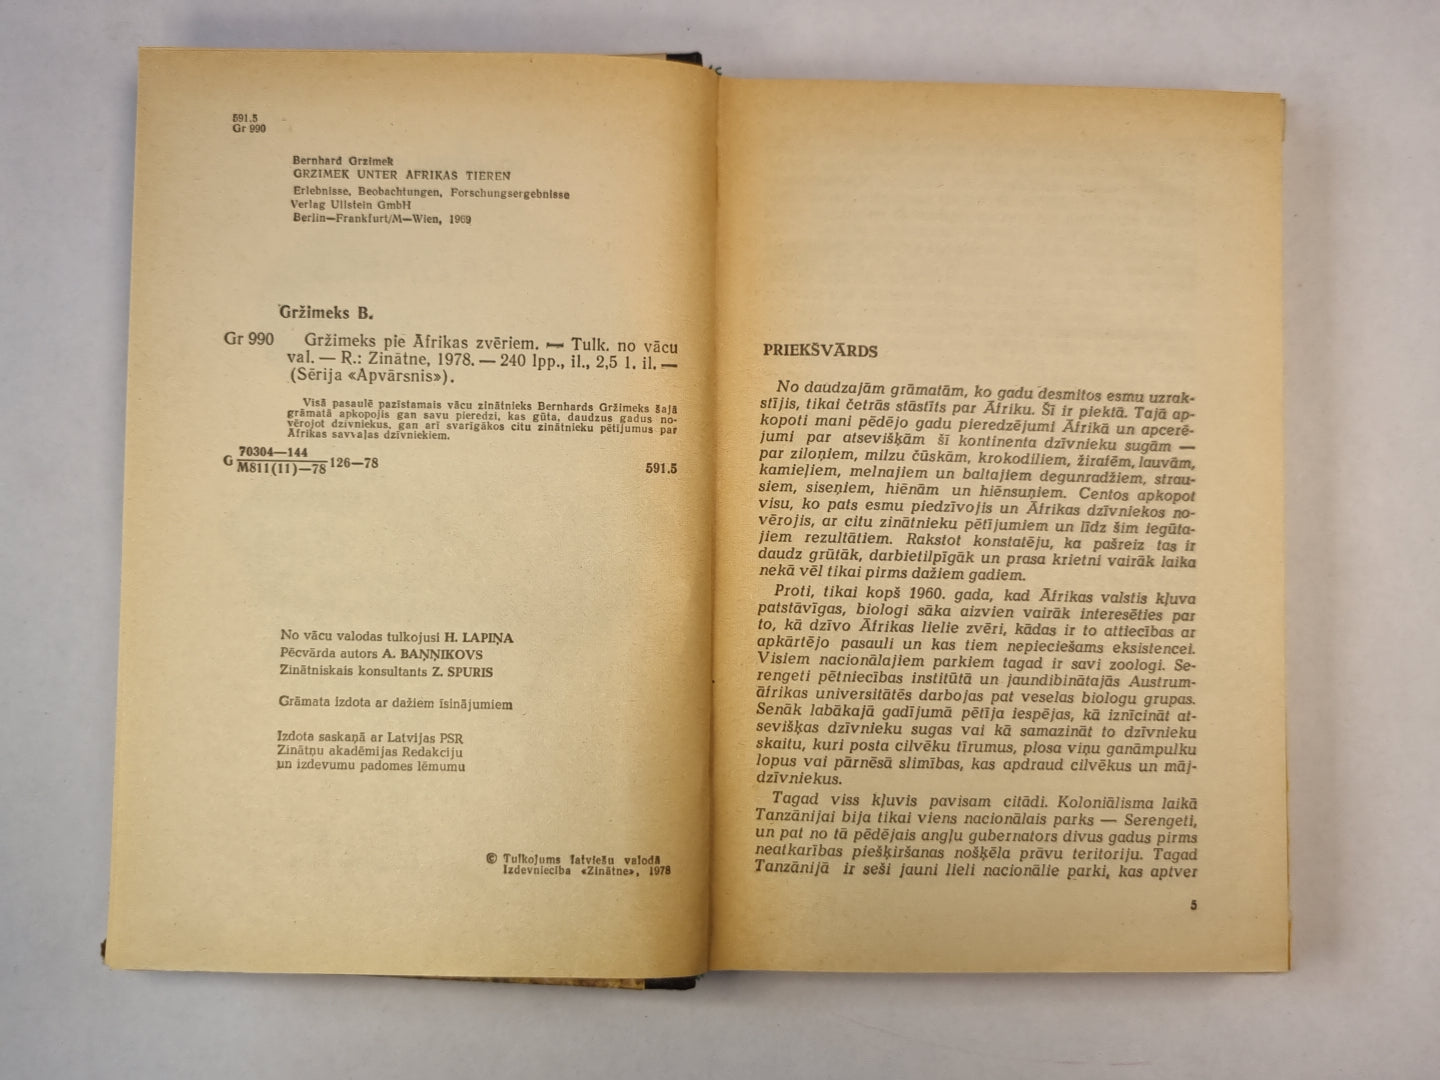 591.5
Gr 990
Bernhard Grzimek
GRZIMEK UNTER AFRIKAS TIEREN
Erlebnisse, Beobachtungen, Forschungsergebnisse
Verlag Ullstein GmbH
Berlin—Frankfurt/M—Wien, 1969
Gržimeks B.
Gr 990 Gržimeks pie Āfrikas zvēriem. — Tulk. no vācu
val. — R.: Zinātne, 1978. — 240 lpp., il., 2,5 l. il. —
(Sērija «Apvārsnis»).
Visā pasaulē pazīstamais vācu zinātnieks Bernhards Gržimeks šajā
grāmatā apkopojis gan savu pieredzi, kas gūta, daudzus gadus no-
vērojot dzīvniekus, gan arī svarīgākos citu zinātnieku pētījumus par
Āfrikas savvaļas dzīvniekiem.
G 70304—144
M811(11)—78 126—78 591.5
No vācu valodas tulkojusi H. LAPIŅA
Pēcvārda autors A. BAŅŅIKOVS
Zinātniskais konsultants Z. SPURIS
Grāmata izdota ar dažiem īsinājumiem
Izdota saskaņā ar Latvijas PSR
Zinātņu akadēmijas Redakciju
un izdevumu padomes lēmumu
© Tulkojums latviešu valodā
Izdevniecība «Zinātne», 1978
PRIEKŠVĀRDS
No daudzajām grāmatām, ko gadu desmitos esmu uzrak-
stījis, tikai četrās stāstīts par Āfriku. Šī ir piektā. Tajā ap-
kopoti mani pēdējo gadu pieredzējumi Āfrikā un apcerē-
jumi par atsevišķām šī kontinenta dzīvnieku sugām —
par ziloņiem, milzu čūskām, krokodiliem, žirafēm, lauvām,
kamieļiem, melnajiem un baltajiem degunradžiem, strau-
siem, siseņiem, hiēnām un hiēnsuņiem. Centos apkopot
visu, ko pats esmu piedzīvojis un Āfrikas dzīvniekos no-
vērojis, ar citu zinātnieku pētījumiem un līdz šim iegūta-
jiem rezultātiem. Rakstot konstatēju, ka pašreiz tas ir
daudz grūtāk, darbietilpīgāk un prasa krietni vairāk laika
nekā vēl tikai pirms dažiem gadiem.
Proti, tikai kopš 1960. gada, kad Āfrikas valstis kļuva
patstāvīgas, biologi sāka aizvien vairāk interesēties par
to, kā dzīvo Āfrikas lielie zvēri, kādas ir to attiecības ar
apkārtējo pasauli un kas tiem nepieciešams eksistencei.
Visiem nacionālajiem parkiem tagad ir savi zoologi. Se-
rengeti pētniecības institūtā un jaundibinātajās Austrum-
āfrikas universitātēs darbojas pat veselas biologu grupas.
Senāk labākajā gadījumā pētīja iespējas, kā iznīcināt at-
sevišķas dzīvnieku sugas vai kā samazināt to dzīvnieku
skaitu, kuri posta cilvēku tīrumus, plosa viņu ganāmpulku
lopus vai pārnēsā slimības, kas apdraud cilvēkus un māj-
dzīvniekus.
Tagad viss kļuvis pavisam citādi. Koloniālisma laikā
Tanzānijai bija tikai viens nacionālais parks — Serengeti,
un pat no tā pēdējais angļu gubernators divus gadus pirms
neatkarības piešķiršanas nošķēla prāvu teritoriju. Tagad
Tanzānijā ir seši jauni lieli nacionālie parki, kas aptver
5